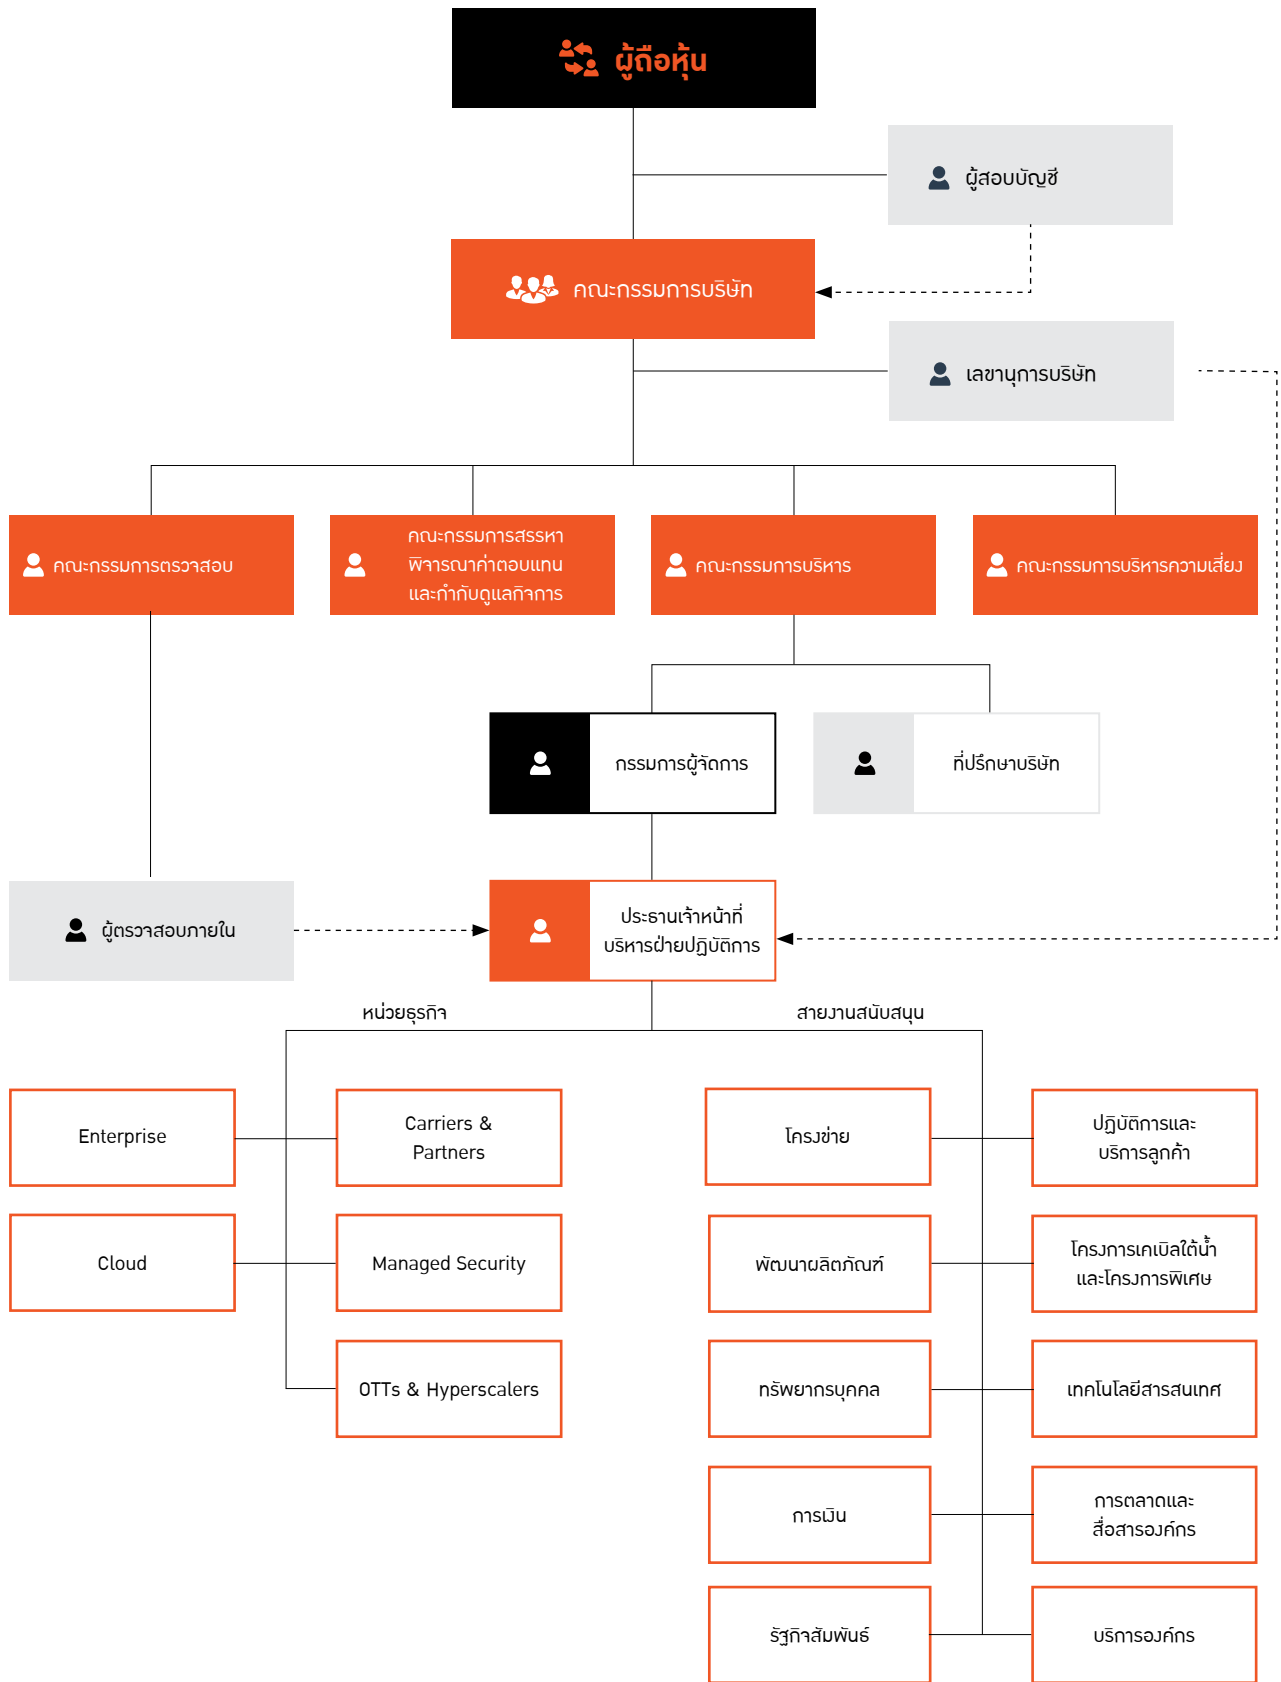 ผู้ถือหุ้น
ผู้สอบบัญชี
คณะกรรมการบริษัท
เลขานุการบริษัท
คณะกรรมการตรวจสอบ
คณะกรรมการสรรหา
พิจารณาค่าตอบแทน
และกำกับดูแลกิจการ
คณะกรรมการบริหาร
คณะกรรมการบริหารความเสี่ยง
กรรมการผู้จัดการ
ที่ปรึกษาบริษัท
ผู้ตรวจสอบภายใน
ประธานเจ้าหน้าที่
บริหารฝ่ายปฏิบัติการ
หน่วยธุรกิจ
สายงานสนับสนุน
Enterprise
Carriers &
Partners
Cloud
Managed Security
OTTs & Hyperscalers
โครงข่าย
ปฏิบัติการและ
บริการลูกค้า
พัฒนาผลิตภัณฑ์
โครงการเคเบิลใต้น้ำ
และโครงการพิเศษ
ทรัพยากรบุคคล
เทคโนโลยีสารสนเทศ
การเงิน
การตลาดและ
สื่อสารองค์กร
รัฐกิจสัมพันธ์
บริการองค์กร